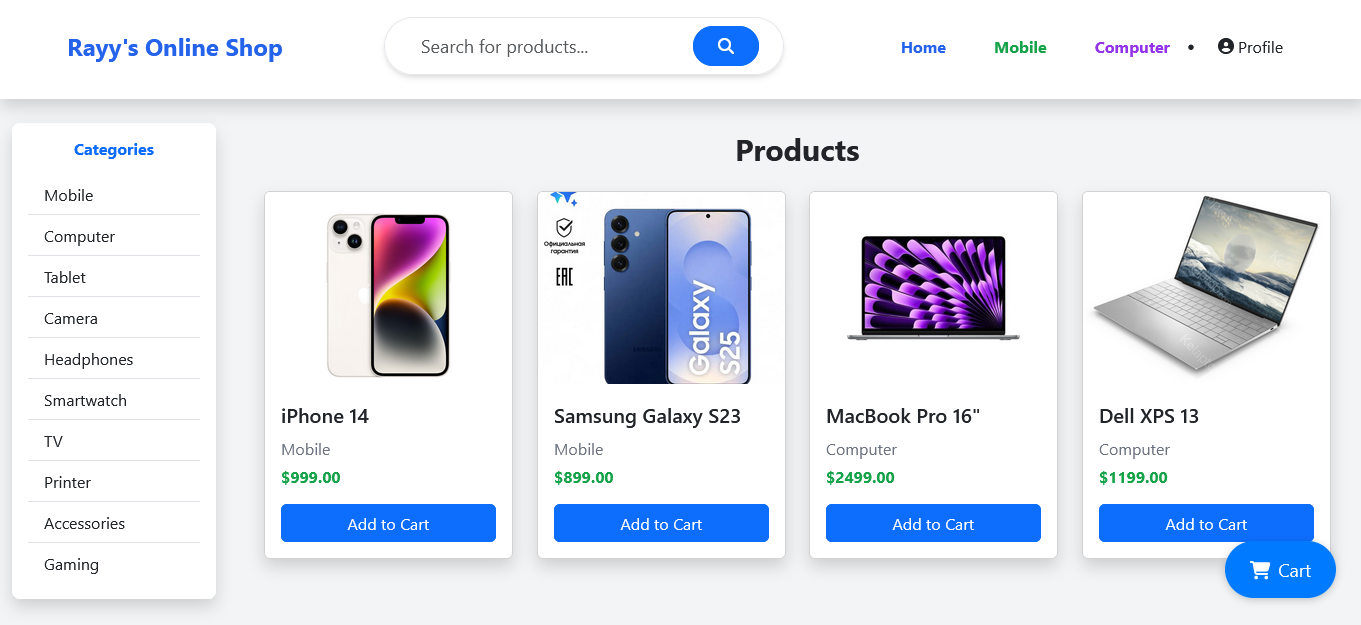 Rayy's Online Shop
Search for products...
Home
Mobile
Computer
•
Profile
Categories
Mobile
Computer
Tablet
Camera
Headphones
Smartwatch
TV
Printer
Accessories
Gaming
Products
iPhone 14
Mobile
$999.00
Add to Cart
Официальная
гарантия
EAC
Galaxy
S25
Samsung Galaxy S23
Mobile
$899.00
Add to Cart
MacBook Pro 16"
Computer
$2499.00
Add to Cart
Dell XPS 13
Computer
$1199.00
Add to Cart
Cart